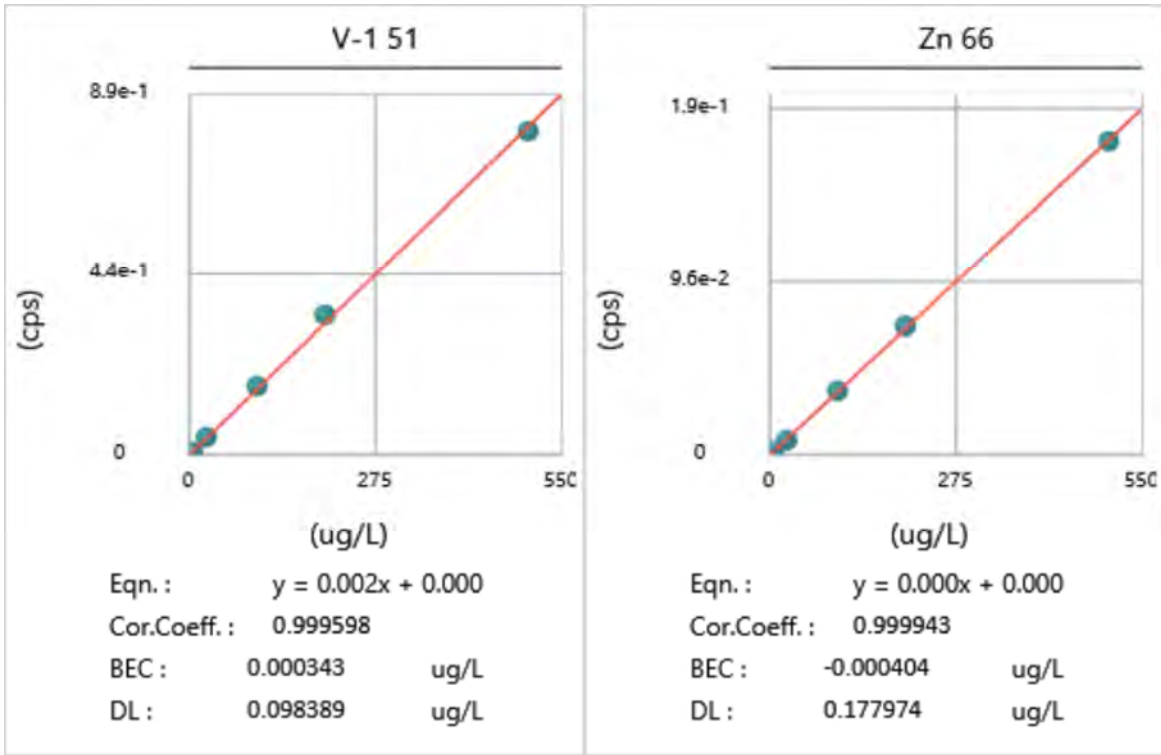 V-1 51
8.9e-1
4.4e-1
0
(cps)
0 275 550
(ug/L)
Eqn. : y = 0.002x + 0.000
Cor.Coeff. : 0.999598
BEC : 0.000343 ug/L
DL : 0.098389 ug/L
Zn 66
1.9e-1
9.6e-2
0
(cps)
0 275 550
(ug/L)
Eqn. : y = 0.000x + 0.000
Cor.Coeff. : 0.999943
BEC : -0.000404 ug/L
DL : 0.177974 ug/L